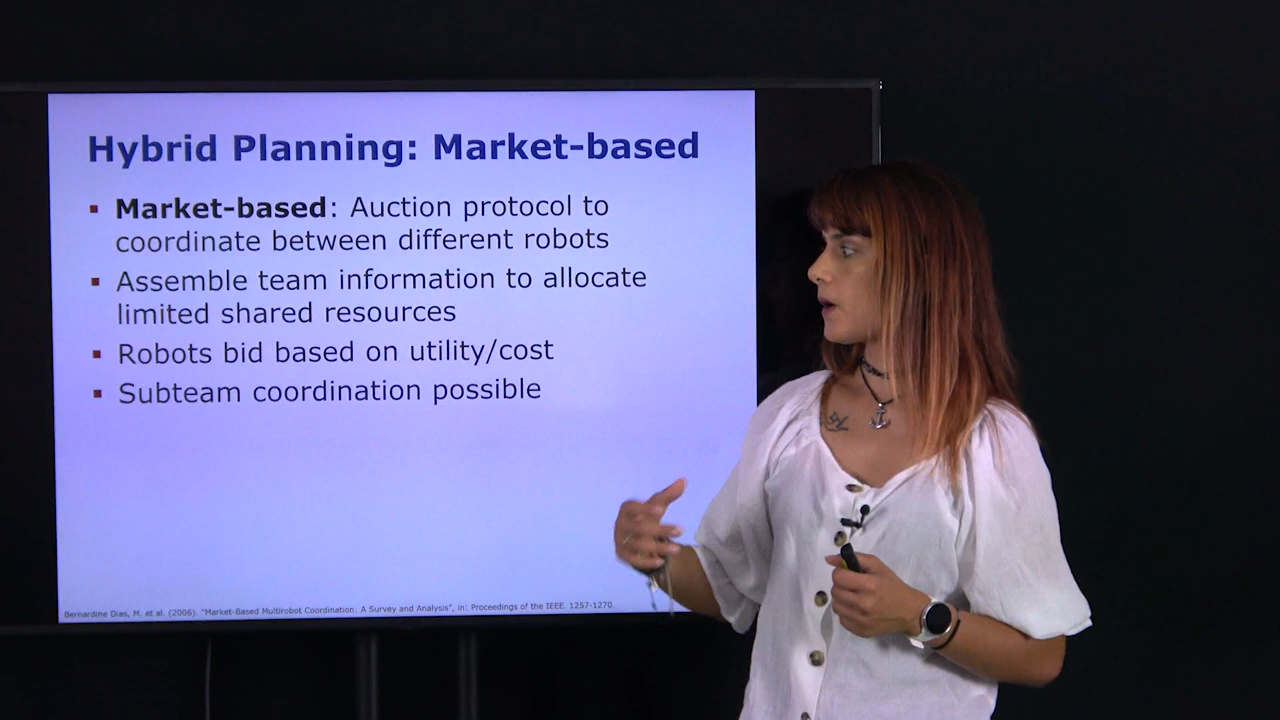 Hybrid Planning: Market-based
▪ Market-based: Auction protocol to
coordinate between different robots
▪ Assemble team information to allocate
limited shared resources
▪ Robots bid based on utility/cost
▪ Subteam coordination possible
Bernardine Dias, M. et al. (2006). "Market-Based Multirobot Coordination: A Survey and Analysis", in: Proceedings of the IEEE. 1257-1270.